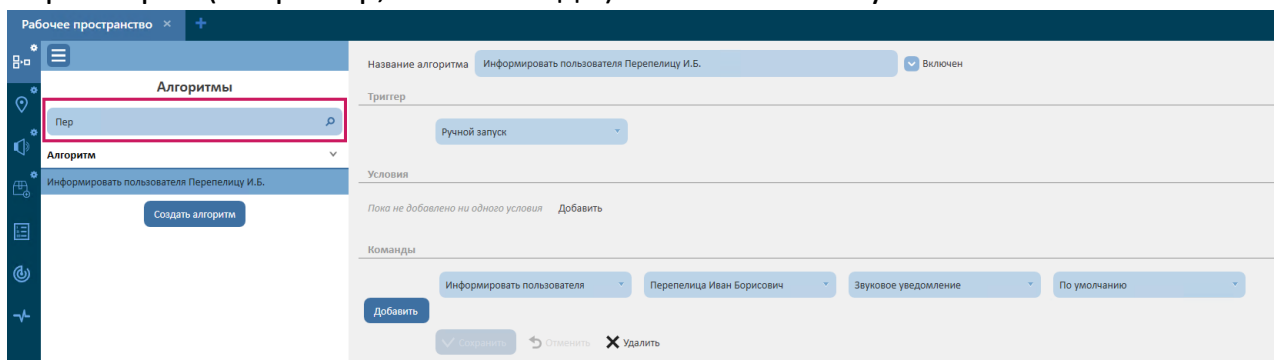 Рабочее пространство × +
Алгоритмы
Пер
Алгоритм
Информировать пользователя Перепелицу И.Б.
Создать алгоритм
Название алгоритма Информировать пользователя Перепелицу И.Б. Включен
Триггер
Ручной запуск
Условия
Пока не добавлено ни одного условия Добавить
Команды
Информировать пользователя Перепелица Иван Борисович Звуковое уведомление По умолчанию
Добавить
Сохранить Отменить Удалить